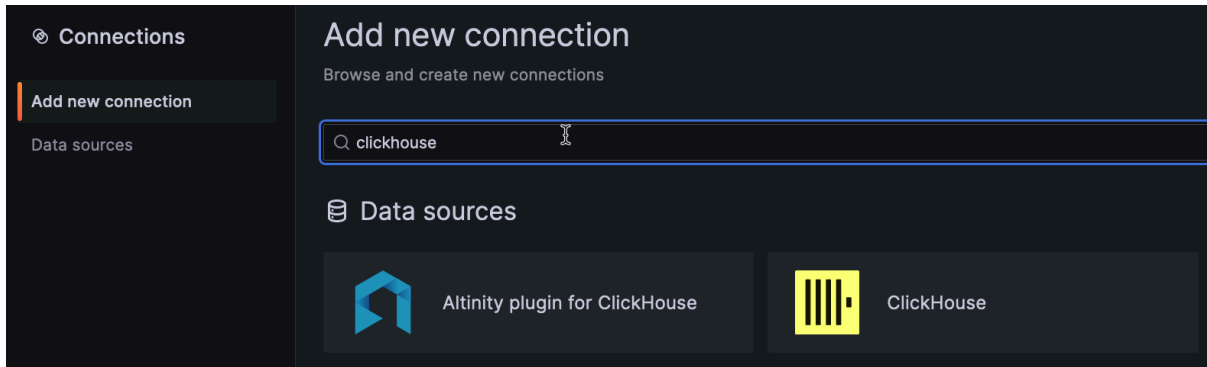 Connections
Add new connection
Data sources
Add new connection
Browse and create new connections
clickhouse
Data sources
Altinity plugin for ClickHouse
ClickHouse